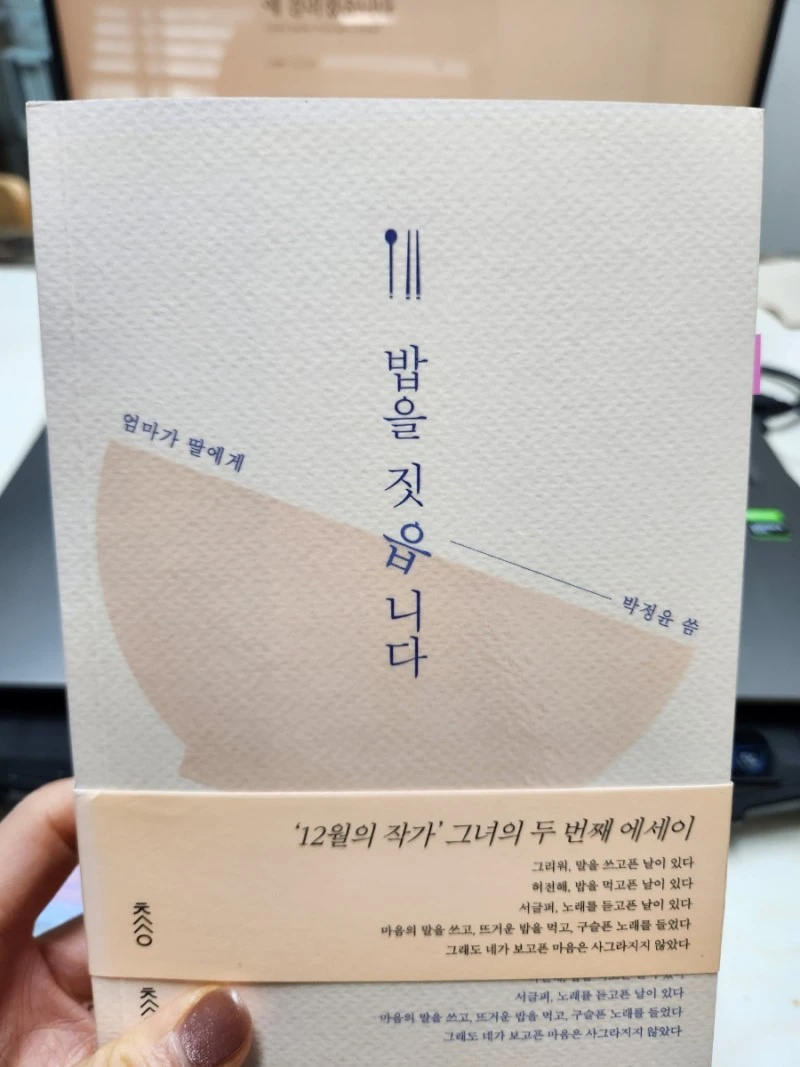 밥을 짓읍니다
엄마가 딸에게
박정윤 씀
'12월의 작가' 그녀의 두 번째 에세이
그리워, 말을 쓰고픈 날이 있다
허전해, 밥을 먹고픈 날이 있다
서글퍼, 노래를 듣고픈 날이 있다
마음의 말을 쓰고, 뜨거운 밥을 먹고, 구슬픈 노래를 들었다
그래도 네가 보고픈 마음은 사그라지지 않았다
서글퍼, 노래를 듣고픈 날이 있다
마음의 말을 쓰고, 뜨거운 밥을 먹고, 구슬픈 노래를 들었다
그래도 네가 보고픈 마음은 사그라지지 않았다